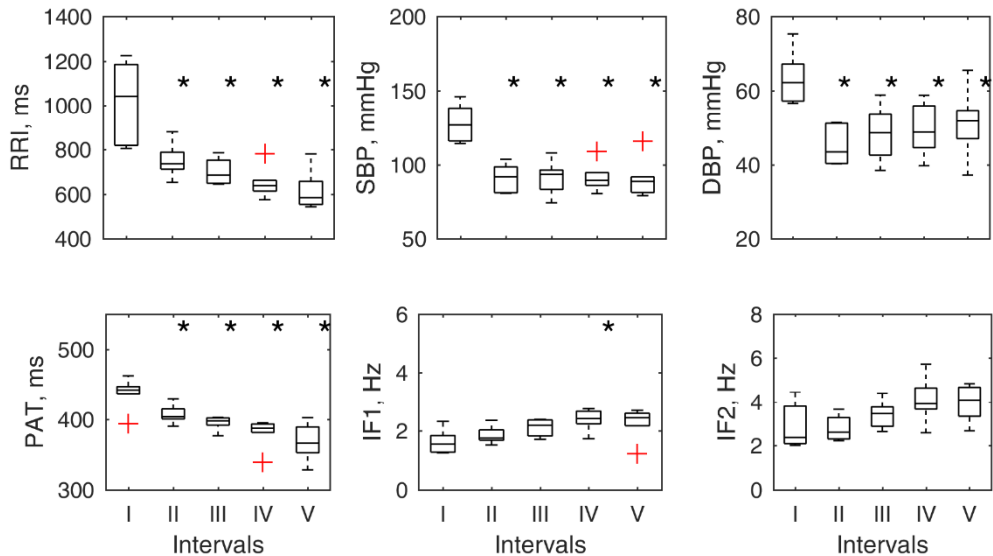 RRI, ms
1400
1200
1000
800
600
400
* * * *
SBP, mmHg
200
150
100
50
* * * *
DBP, mmHg
80
60
40
20
* * * *
PAT, ms
500
400
300
* * * *
I II III IV V
Intervals
IF1, Hz
6
4
2
0
*
I II III IV V
Intervals
IF2, Hz
8
6
4
2
0
I II III IV V
Intervals